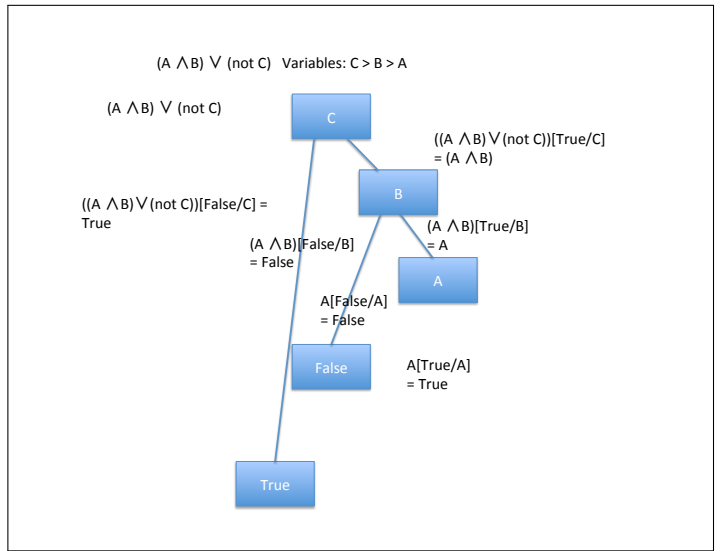 (A ∧B) ∨ (not C)   Variables: C > B > A
(A ∧B) ∨ (not C)
C
((A ∧B)∨(not C))[True/C]
= (A ∧B)
B
((A ∧B)∨(not C))[False/C] =
True
(A ∧B)[True/B]
= A
(A ∧B)[False/B]
= False
A
A[False/A]
= False
False
A[True/A]
= True
True